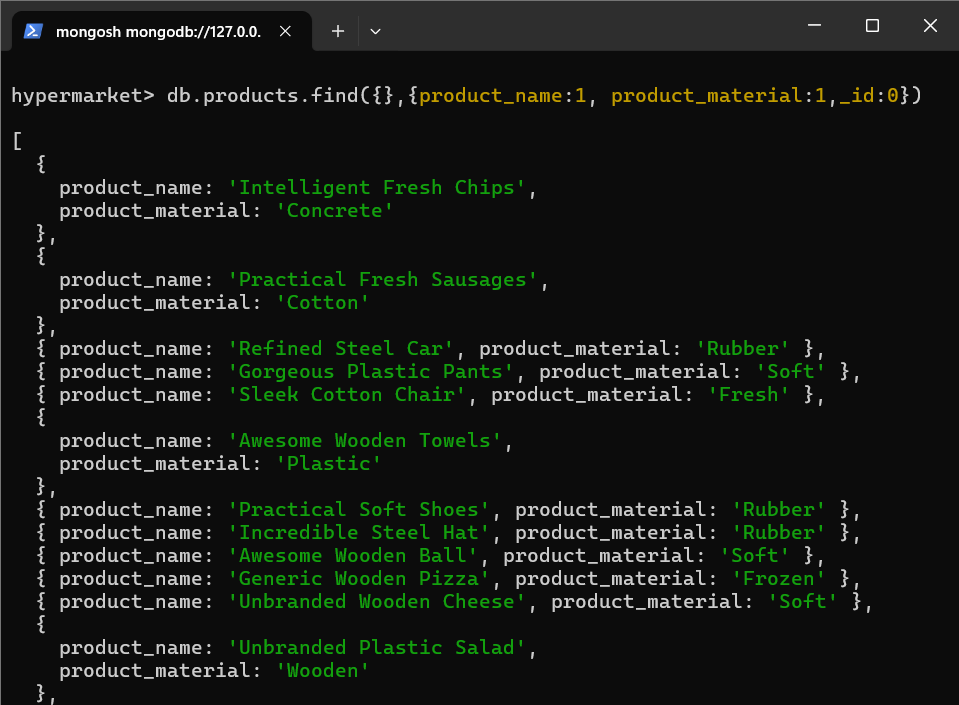 mongosh mongodb://127.0.0.
hypermarket> db.products.find({},{product_name:1, product_material:1,_id:0})
[
  {
    product_name: 'Intelligent Fresh Chips',
    product_material: 'Concrete'
  },
  {
    product_name: 'Practical Fresh Sausages',
    product_material: 'Cotton'
  },
  { product_name: 'Refined Steel Car', product_material: 'Rubber' },
  { product_name: 'Gorgeous Plastic Pants', product_material: 'Soft' },
  { product_name: 'Sleek Cotton Chair', product_material: 'Fresh' },
  {
    product_name: 'Awesome Wooden Towels',
    product_material: 'Plastic'
  },
  { product_name: 'Practical Soft Shoes', product_material: 'Rubber' },
  { product_name: 'Incredible Steel Hat', product_material: 'Rubber' },
  { product_name: 'Awesome Wooden Ball', product_material: 'Soft' },
  { product_name: 'Generic Wooden Pizza', product_material: 'Frozen' },
  { product_name: 'Unbranded Wooden Cheese', product_material: 'Soft' },
  {
    product_name: 'Unbranded Plastic Salad',
    product_material: 'Wooden'
  },